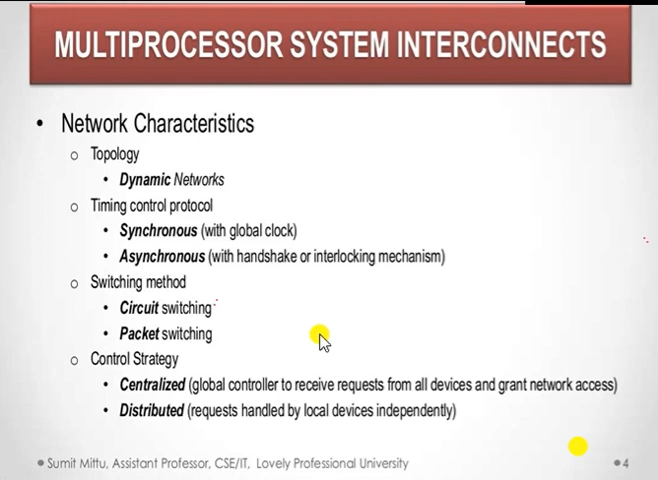 MULTIPROCESSOR SYSTEM INTERCONNECTS
• Network Characteristics
o Topology
• Dynamic Networks
o Timing control protocol
• Synchronous (with global clock)
• Asynchronous (with handshake or interlocking mechanism)
o Switching method
• Circuit switching
• Packet switching
o Control Strategy
• Centralized (global controller to receive requests from all devices and grant network access)
• Distributed (requests handled by local devices independently)
Sumit Mittu, Assistant Professor, CSE/IT, Lovely Professional University
4